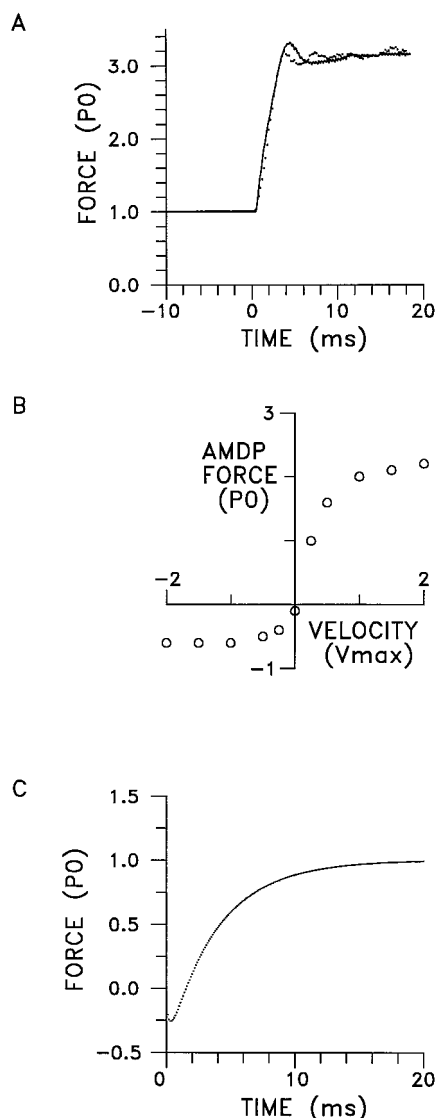 A
3.0
2.0
1.0
0.0
FORCE (P0)
−10 0 10 20
TIME (ms)
B
3
AMDP
FORCE
(P0)
−2 2
VELOCITY
(Vmax)
−1
C
1.5
1.0
0.5
0.0
−0.5
FORCE (P0)
0 10 20
TIME (ms)